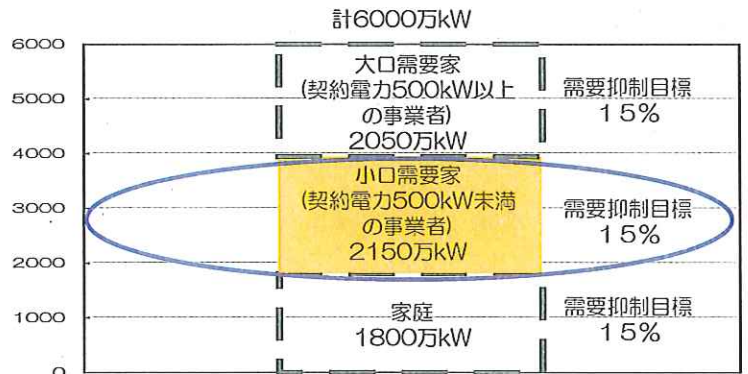 計6000万kW
6000
5000
4000
3000
2000
1000
0
大口需要家
(契約電力500kW以上
の事業者)
2050万kW
需要抑制目標
15%
小口需要家
(契約電力500kW未満
の事業者)
2150万kW
需要抑制目標
15%
家庭
1800万kW
需要抑制目標
15%